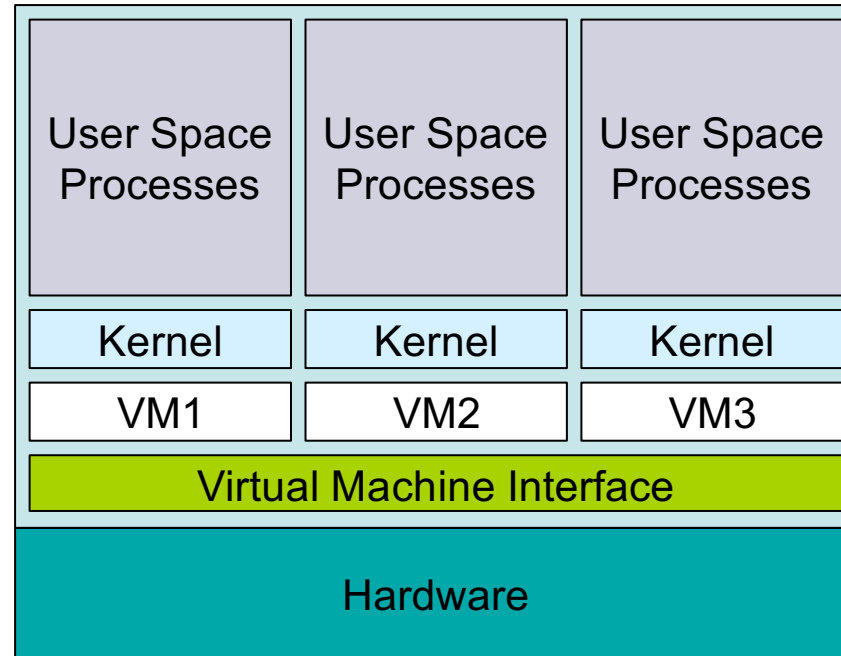 User Space
Processes
User Space
Processes
User Space
Processes
Kernel
Kernel
Kernel
VM1
VM2
VM3
Virtual Machine Interface
Hardware